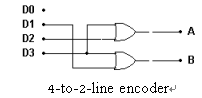 D0
D1
D2
D3
A
B
4-to-2-line encoder↵